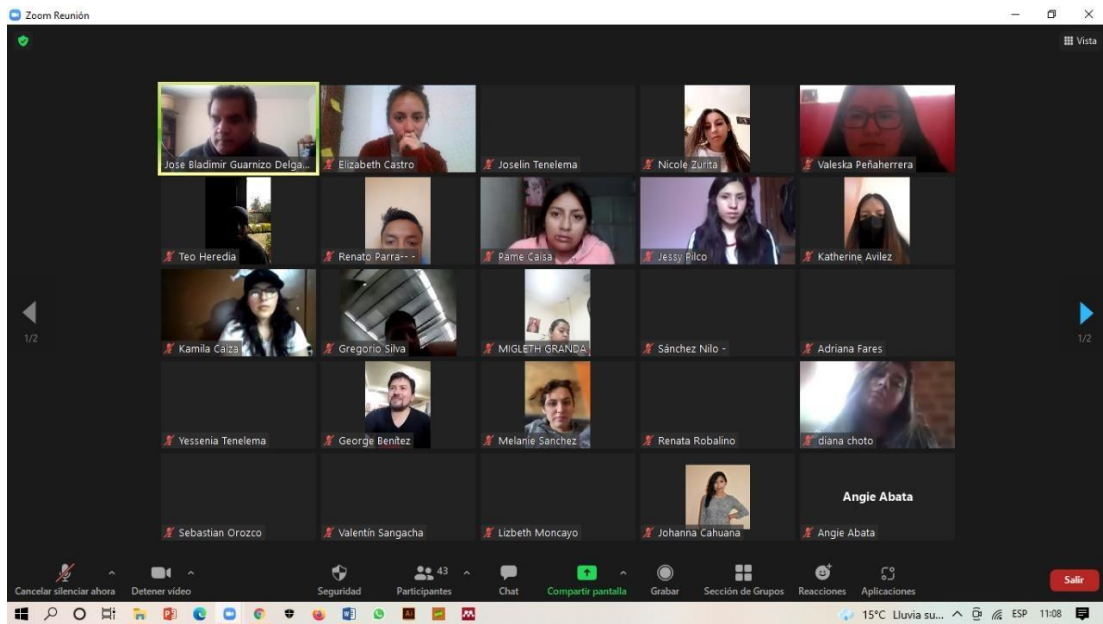 Zoom Reunión
Vista
Jose Bladimir Guarnizo Delga...
Elizabeth Castro
Joselin Tenelema
Nicole Zurita
Valeska Peñaherrera
Teo Heredia
Renato Parra-- -
Pame Caisa
Jessy Pilco
Katherine Avilez
1/2
Kamila Caiza
Gregorio Silva
MIGLETH GRANDA
Sánchez Nilo -
Adriana Fares
1/2
Yessenia Tenelema
George Benítez
Melanie Sanchez
Renata Robalino
diana choto
Sebastian Orozco
Valentín Sangacha
Lizbeth Moncayo
Johanna Cahuana
Angie Abata
Angie Abata
Cancelar silenciar ahora
Detener video
Seguridad
43
Participantes
Chat
Compartir pantalla
Grabar
Sección de Grupos
Reacciones
Aplicaciones
Salir
15°C Lluvia su...
ESP
11:08